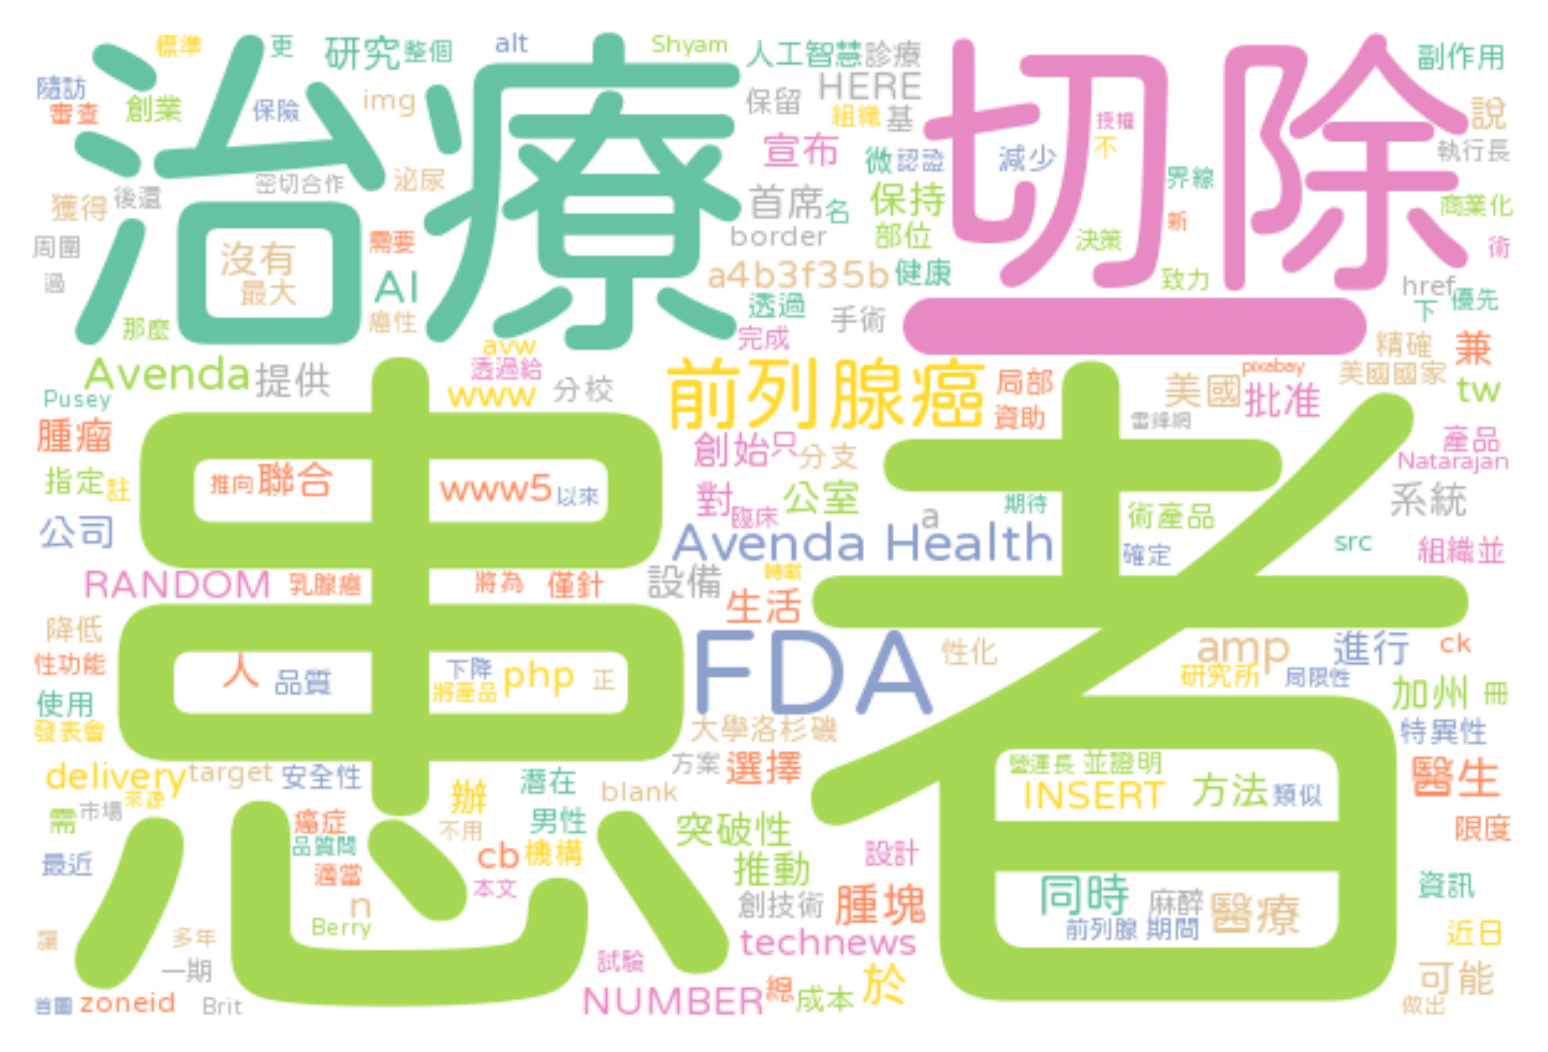 標準
更
研究
整個
alt
Shyam
人工智慧
診療
副作用
隨訪
審查
創業
保險
img
治療
保留
HERE
組織
基
切除
授權
不
說
執行長
宣布
微
認證
減少
界線
密切合作
泌尿
獲得
後還
首席
名
保持
部位
商業化
周圍
過
沒有
最大
需要
AI
癌性
border
a4b3f35b
健康
決策
新
致力
術
href
下
優先
那麼
透過
手術
完成
avw
透過給
一
精確
兼
Avenda
提供
www
分校
前列腺癌
局部
資助
美國
pixabay
批准
美國國家
tw
雷鋒網
Pusey
腫瘤
創始
只
分支
產品
Natarajan
指定
註
推向
聯合
www5
以來
對
臨床
公室
a
期待
術產品
系統
公司
Avenda Health
確定
src
組織並
RANDOM
乳腺癌
將為
僅針
設備
轉載
生活
患者
降低
性功能
人
品質
下降
將產品
php
正
FDA
性化
amp
研究所
進行
局限性
ck
使用
發表會
大學洛杉磯
加州
冊
特異性
delivery
target
安全性
潛在
方案
選擇
營運長
並證明
醫生
需
市場
來源
辦
不用
blank
INSERT
方法
類似
癌症
品質問
男性
突破性
限度
最近
適當
cb
機構
推動
設計
本文
n
Berry
創技術
腫塊
同時
麻醉
醫療
資訊
讓
多年
一期
technews
前列腺
期間
近日
試驗
首圖
zoneid
Brit
NUMBER
總
成本
於
可能
做出